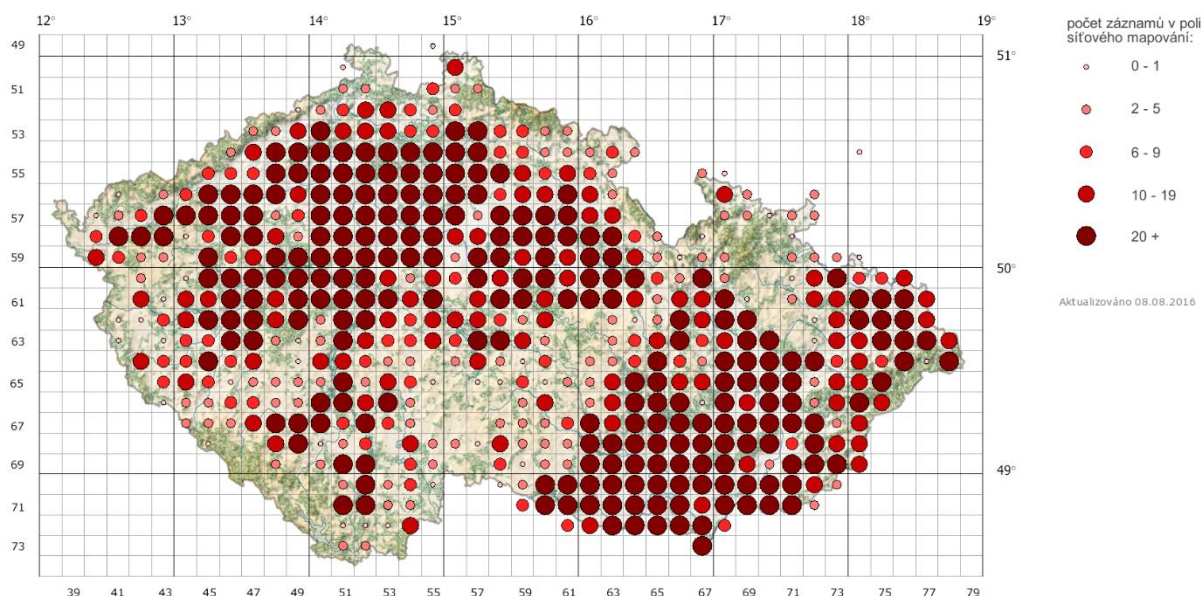 12° 13° 14° 15° 16° 17° 18° 19°
počet záznamů v poli
síťového mapování:
0 - 1
2 - 5
6 - 9
10 - 19
20 +
Aktualizováno 08.08.2016
49
51
53
55
57
59
61
63
65
67
69
71
73
51°
50°
49°
39 41 43 45 47 49 51 53 55 57 59 61 63 65 67 69 71 73 75 77 79